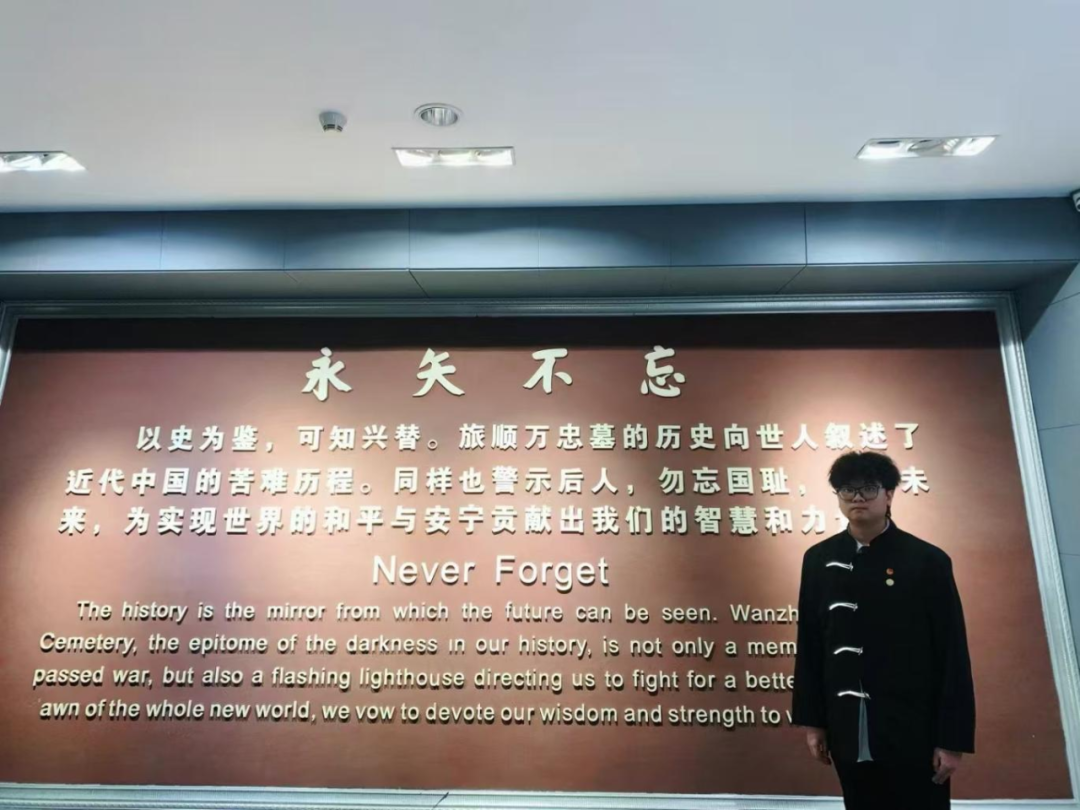 永矢不忘
以史为鉴，可知兴替。旅顺万忠墓的历史向世人叙述了
近代中国的苦难历程。同样也警示后人，勿忘国耻，未
来，为实现世界的和平与安宁贡献出我们的智慧和力
Never Forget
The history is the mirror from which the future can be seen.
Cemetery, the epitome of the darkness in our history, is not only a
passed war, but also a flashing lighthouse directing us to fight for a
awn of the whole new world, we vow to devote our wisdom and strength to